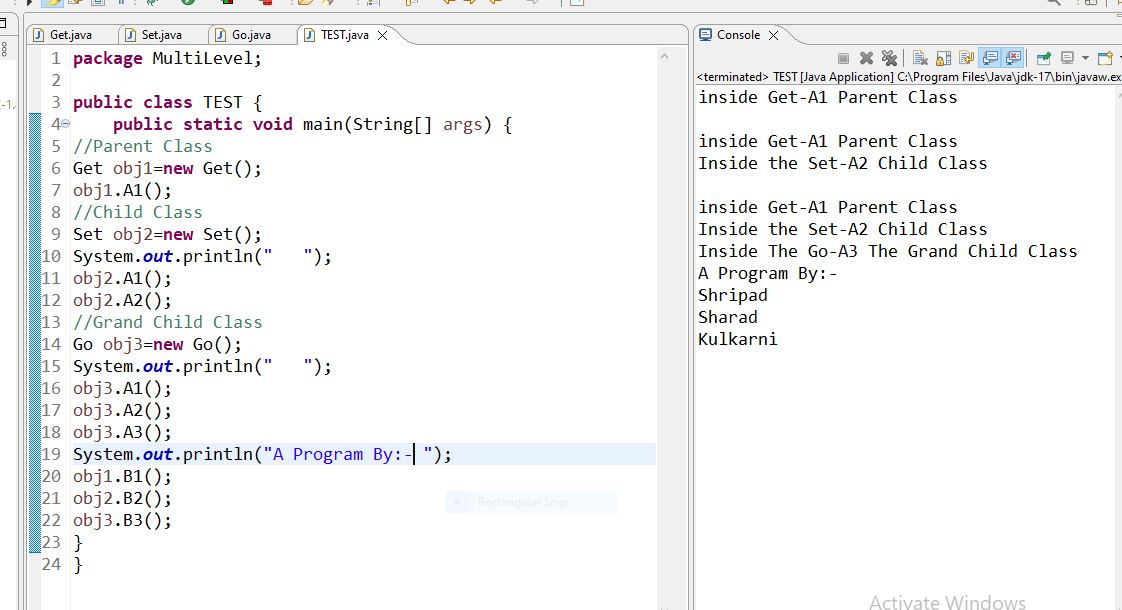 Get.java Set.java Go.java TEST.java
1 package MultiLevel;
2
3 public class TEST {
4 public static void main(String[] args) {
5 //Parent Class
6 Get obj1=new Get();
7 obj1.A1();
8 //Child Class
9 Set obj2=new Set();
10 System.out.println("   ");
11 obj2.A1();
12 obj2.A2();
13 //Grand Child Class
14 Go obj3=new Go();
15 System.out.println("   ");
16 obj3.A1();
17 obj3.A2();
18 obj3.A3();
19 System.out.println("A Program By:- ");
20 obj1.B1();
21 obj2.B2();
22 obj3.B3();
23 }
24 }
Rectangular Snip
Console
<terminated> TEST [Java Application] C:\Program Files\Java\jdk-17\bin\javaw.ex
inside Get-A1 Parent Class
inside Get-A1 Parent Class
Inside the Set-A2 Child Class
inside Get-A1 Parent Class
Inside the Set-A2 Child Class
Inside The Go-A3 The Grand Child Class
A Program By:-
Shripad
Sharad
Kulkarni
Activate Windows